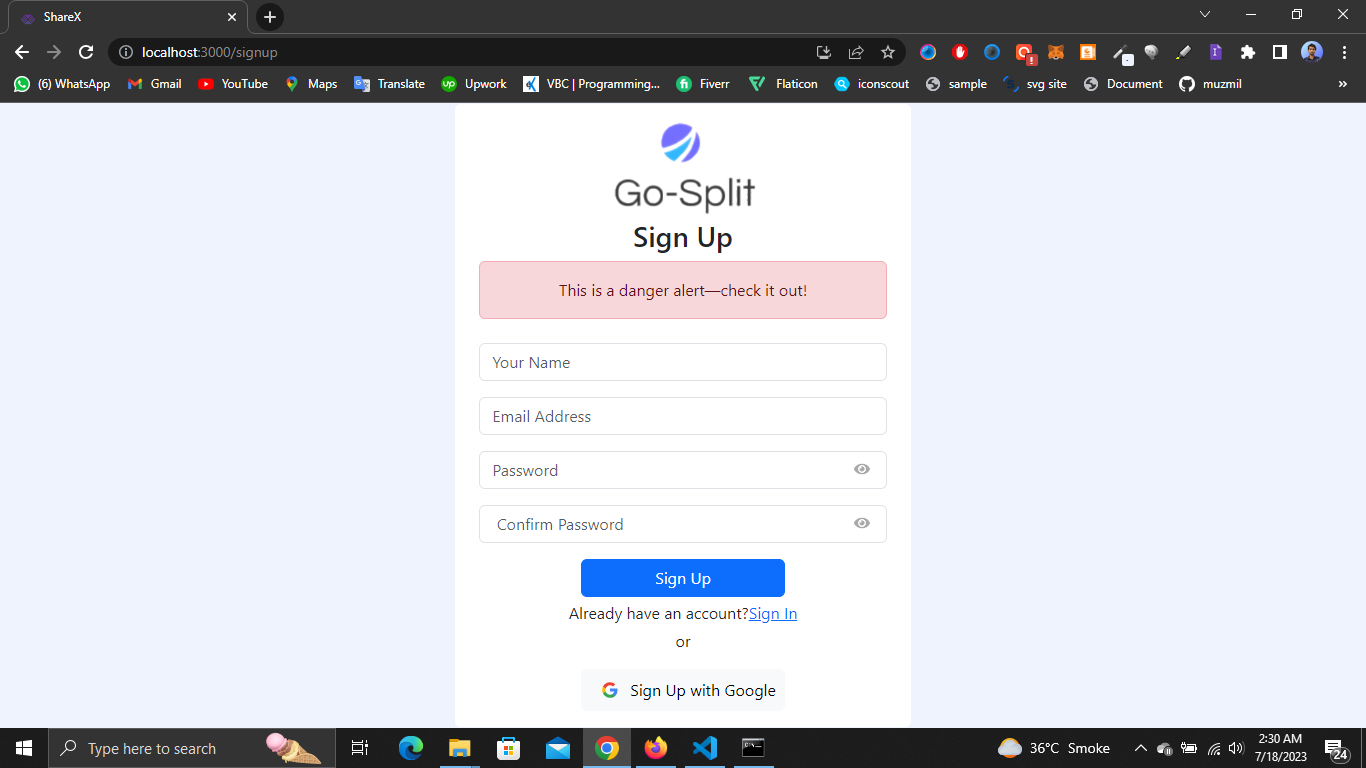 ShareX
localhost:3000/signup
(6) WhatsApp Gmail YouTube Maps Translate Upwork VBC | Programming... Fiverr Flaticon iconscout sample svg site Document muzmil »
Go-Split
Sign Up
This is a danger alert—check it out!
Your Name
Email Address
Password
Confirm Password
Sign Up
Already have an account?Sign In
or
Sign Up with Google
Type here to search
36°C Smoke
2:30 AM
7/18/2023
24